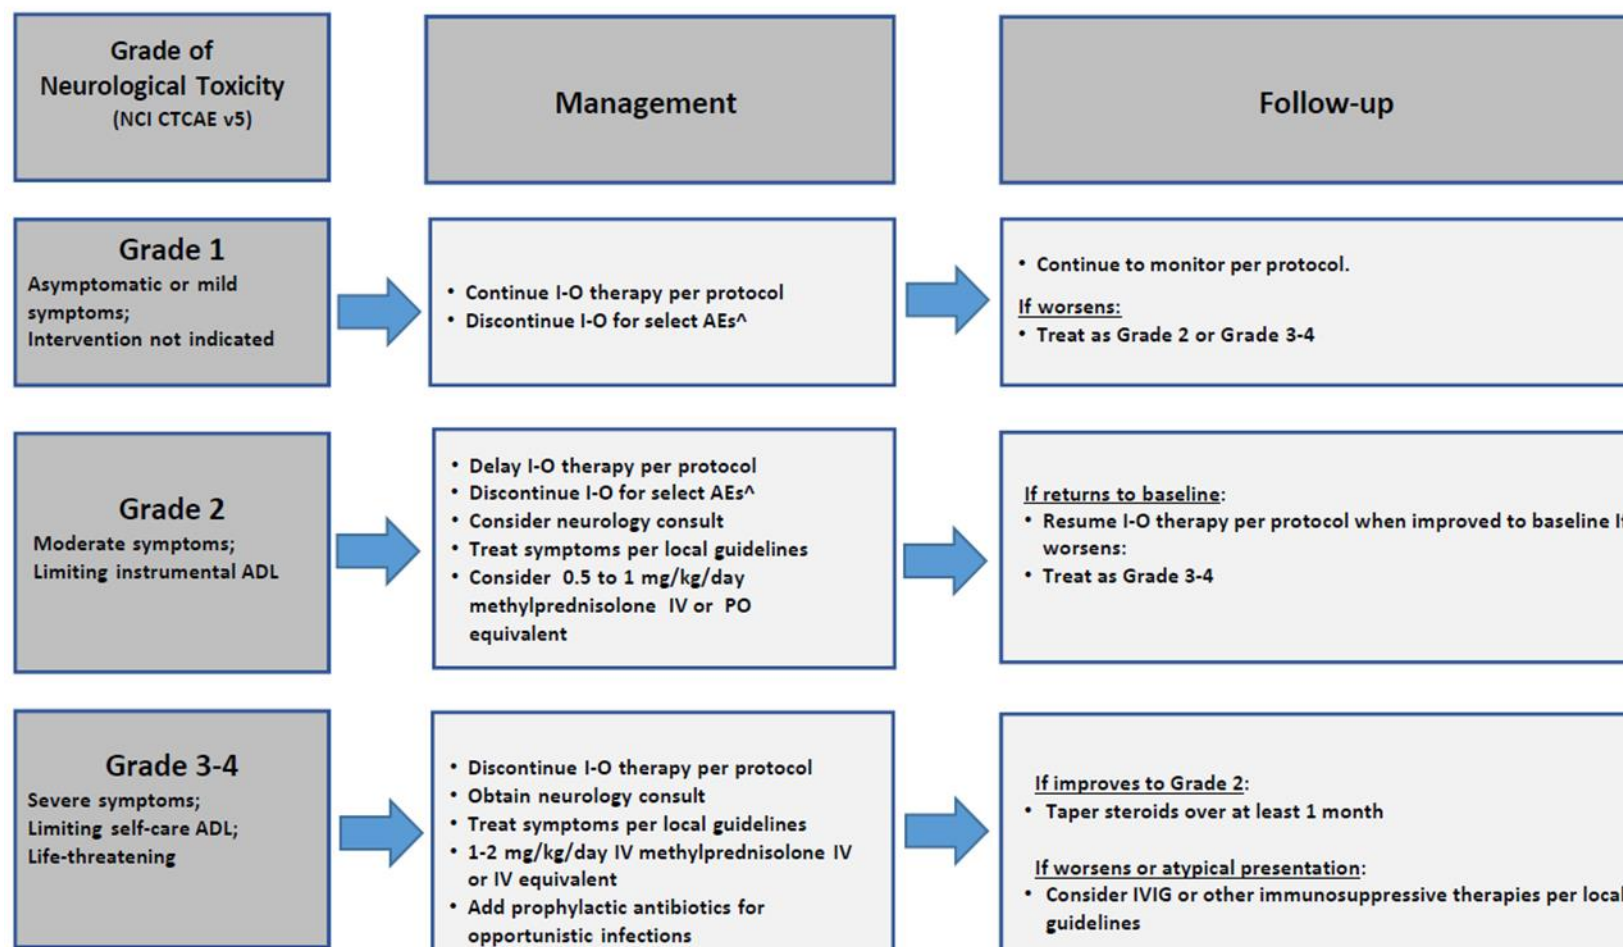 Grade of
Neurological Toxicity
(NCI CTCAE v5)
Management
Follow-up
Grade 1
Asymptomatic or mild
symptoms;
Intervention not indicated
• Continue I-O therapy per protocol
• Discontinue I-O for select AEs^
• Continue to monitor per protocol.
If worsens:
• Treat as Grade 2 or Grade 3-4
Grade 2
Moderate symptoms;
Limiting instrumental ADL
• Delay I-O therapy per protocol
• Discontinue I-O for select AEs^
• Consider neurology consult
• Treat symptoms per local guidelines
• Consider 0.5 to 1 mg/kg/day
methylprednisolone IV or PO
equivalent
If returns to baseline:
• Resume I-O therapy per protocol when improved to baseline
worsens:
• Treat as Grade 3-4
Grade 3-4
Severe symptoms;
Limiting self-care ADL;
Life-threatening
• Discontinue I-O therapy per protocol
• Obtain neurology consult
• Treat symptoms per local guidelines
• 1-2 mg/kg/day IV methylprednisolone IV
or IV equivalent
• Add prophylactic antibiotics for
opportunistic infections
If improves to Grade 2:
• Taper steroids over at least 1 month
If worsens or atypical presentation:
• Consider IVIG or other immunosuppressive therapies per local
guidelines